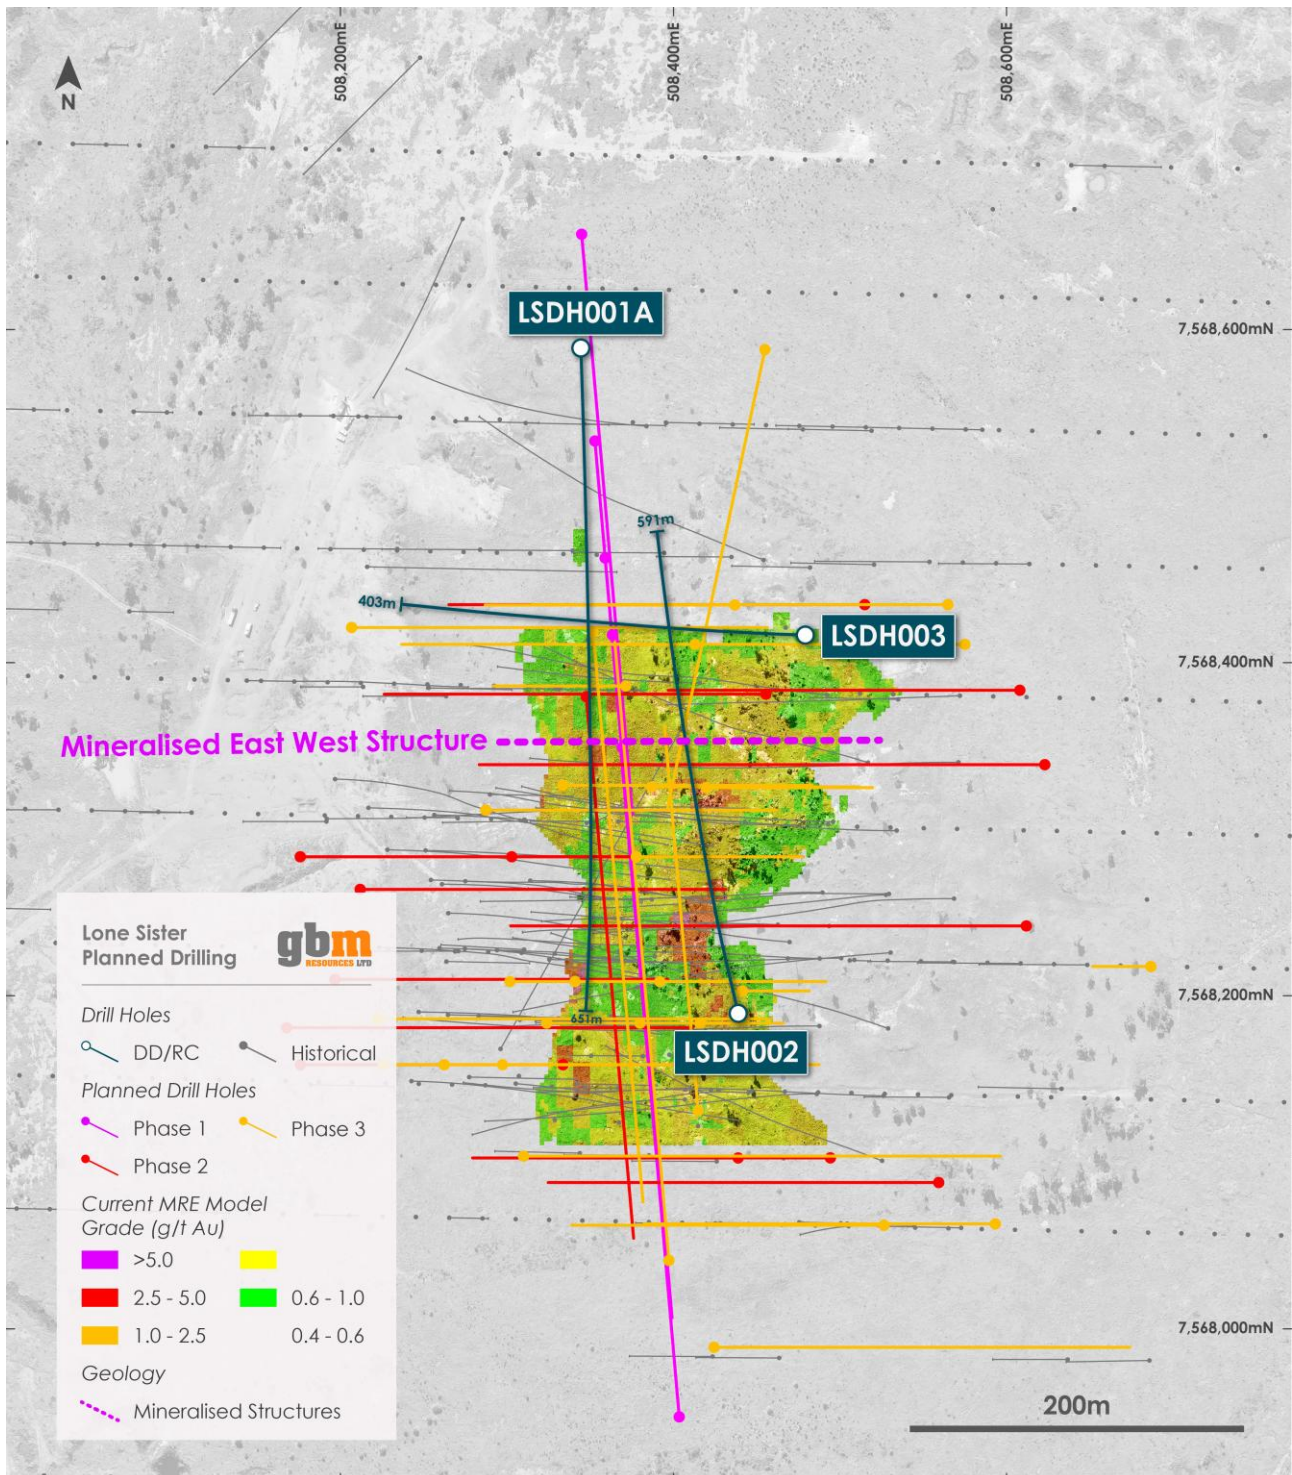 508,200mE
508,400mE
508,600mE
N
LSDH001A
7,568,600mN
591m
403m
LSDH003
7,568,400mN
Mineralised East West Structure
7,568,200mN
651m
LSDH002
7,568,000mN
200m
Lone Sister
Planned Drilling
gbm
RESOURCES LTD
Drill Holes
DD/RC
Historical
Planned Drill Holes
Phase 1
Phase 3
Phase 2
Current MRE Model
Grade (g/t Au)
>5.0
2.5 - 5.0
0.6 - 1.0
1.0 - 2.5
0.4 - 0.6
Geology
Mineralised Structures